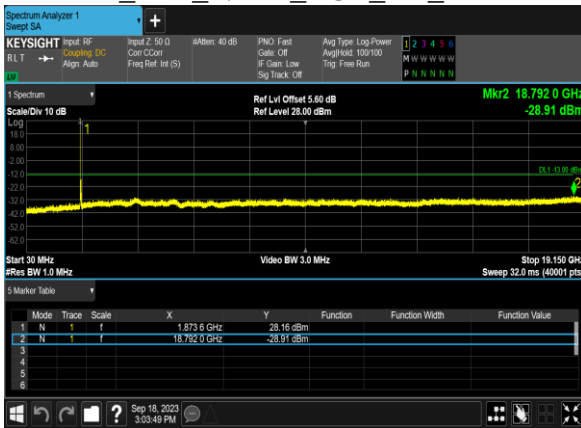 Spectrum Analyzer 1
Swept SA
KEYSIGHT Input: RF Input Z: 50 Ω #Atten: 40 dB PNO: Fast Avg Type: Log-Power 1 2 3 4 5 6
RLT Coupling: DC Corr CCorr Gate: Off Avg|Hold: 100/100 M W W W W W
Align: Auto Freq Ref: Int (S) IF Gain: Low Trig: Free Run
LV Sig Track: Off P N N N N N
1 Spectrum Ref Lvl Offset 5.60 dB Mkr2 18.792 0 GHz
Scale/Div 10 dB Ref Level 28.00 dBm -28.91 dBm
Log
18.0 1
8.00
-2.00
-12.0 DL1 -13.00 dBm
-22.0 2
-32.0
-42.0
-52.0
-62.0
Start 30 MHz Video BW 3.0 MHz Stop 19.150 GHz
#Res BW 1.0 MHz Sweep 32.0 ms (40001 pts)
5 Marker Table
Mode Trace Scale X Y Function Function Width Function Value
1 N 1 f 1.873 6 GHz 28.16 dBm
2 N 1 f 18.792 0 GHz -28.91 dBm
3
4
5
6
? Sep 18, 2023
3:03:49 PM